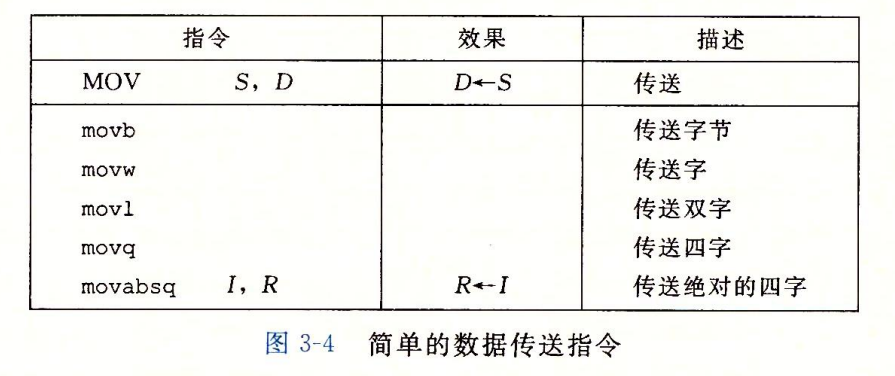 指令 效果 描述
MOV S, D D←S 传送
movb 传送字节
movw 传送字
movl 传送双字
movq 传送四字
movabsq I, R R←I 传送绝对的四字
图 3-4 简单的数据传送指令